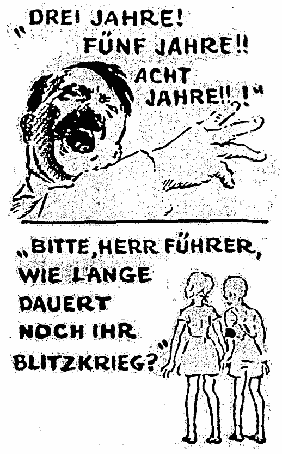 „DREI JAHRE!
FÜNF JAHRE!!
ACHT
JAHRE!!!"
„BITTE, HERR FÜHRER,
WIE LANGE
DAUERT
NOCH IHR
BLITZKRIEG?"